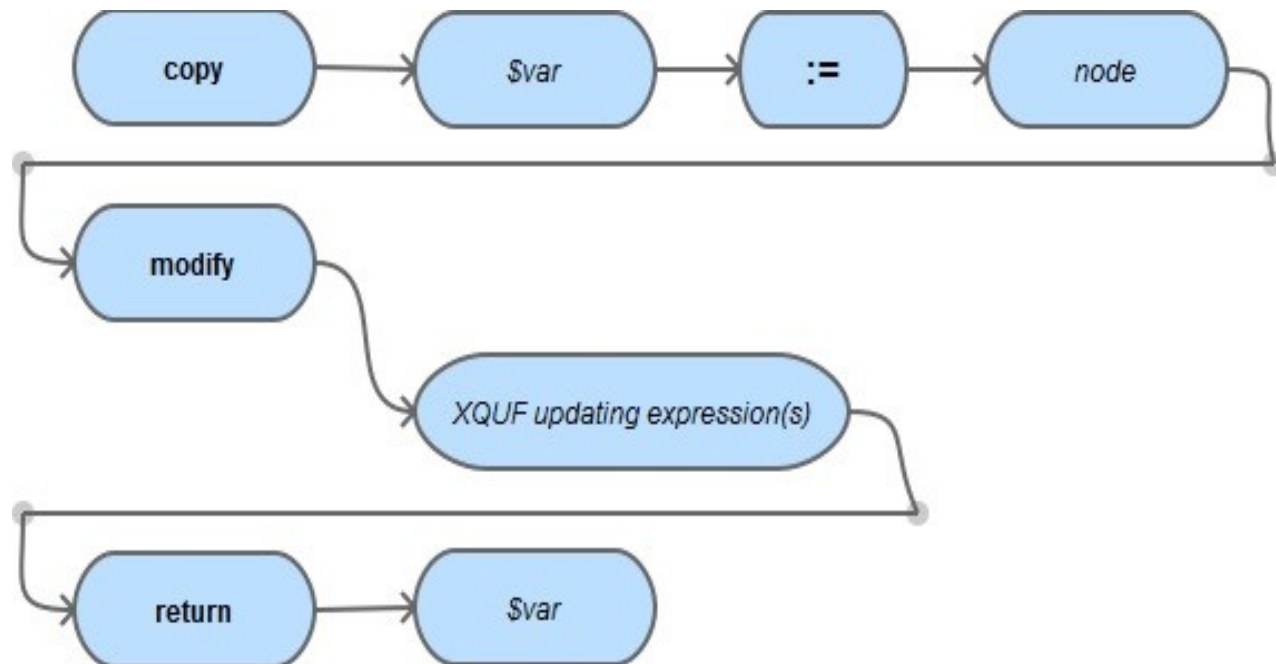 copy $var := node
modify
XQUF updating expression(s)
return $var